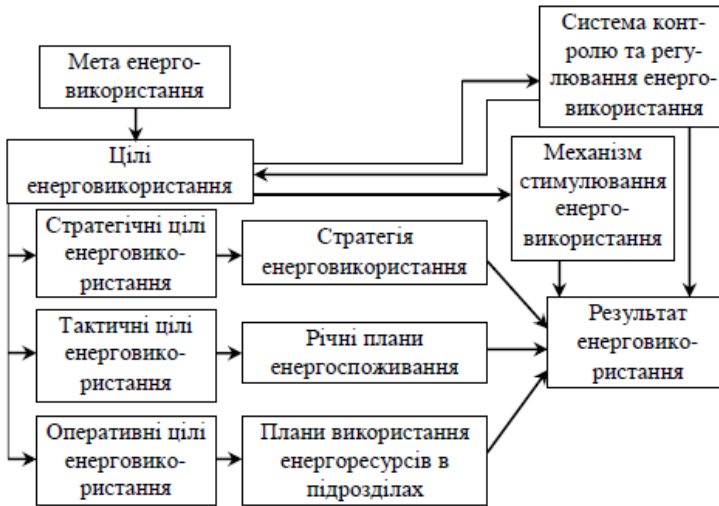 Мета енерго-
використання
Система конт-
ролю та регу-
лювання енерго-
використання
Цілі
енерговикористання
Механізм
стимулювання
енерго-
використання
Стратегічні цілі
енерговико-
ристання
Стратегія
енерговикористання
Тактичні цілі
енерговико-
ристання
Річні плани
енергоспоживання
Результат
енерговико-
ристання
Оперативні цілі
енерговико-
ристання
Плани використання
енергоресурсів в
підрозділах